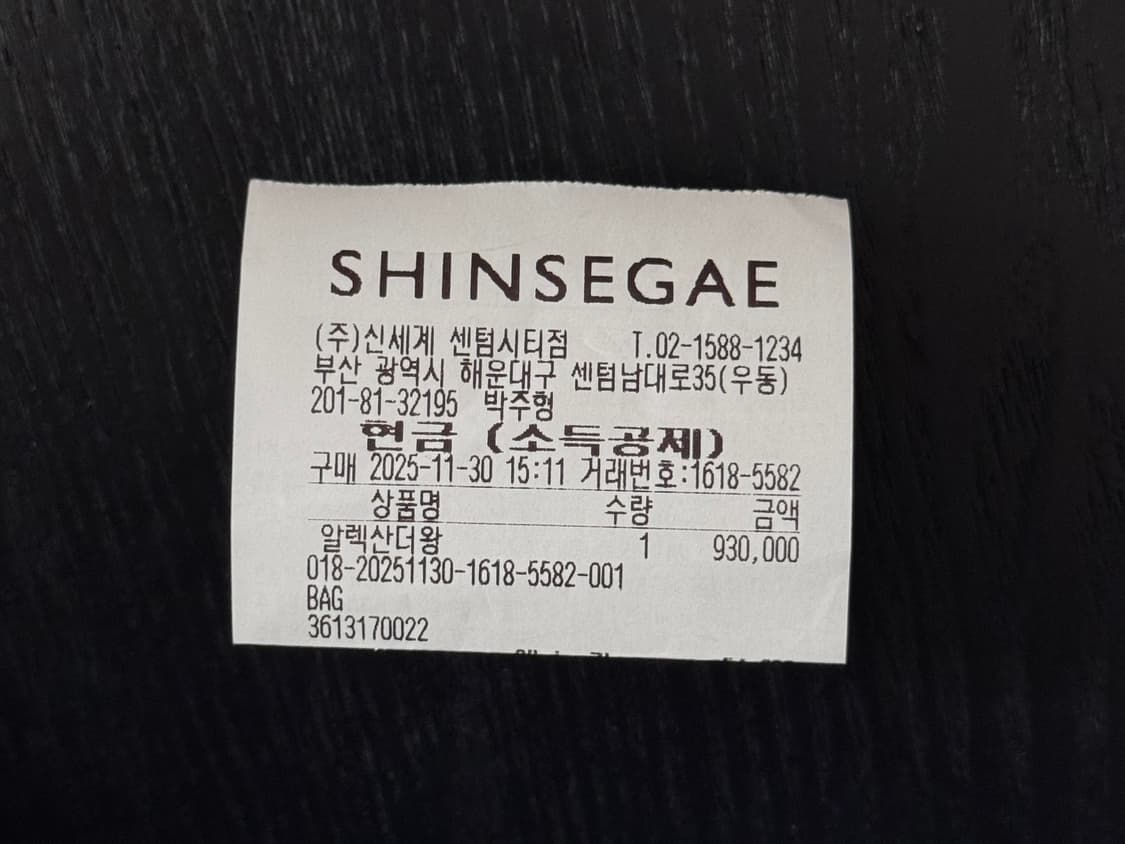 SHINSEGAE
(주)신세계 센텀시티점 T.02-1588-1234
부산 광역시 해운대구 센텀남대로35(우동)
201-81-32195 박주형
현금 (소득공제)
구매 2025-11-30 15:11 거래번호:1618-5582
상품명 수량 금액
알렉산더왕 1 930,000
018-20251130-1618-5582-001
BAG
3613170022